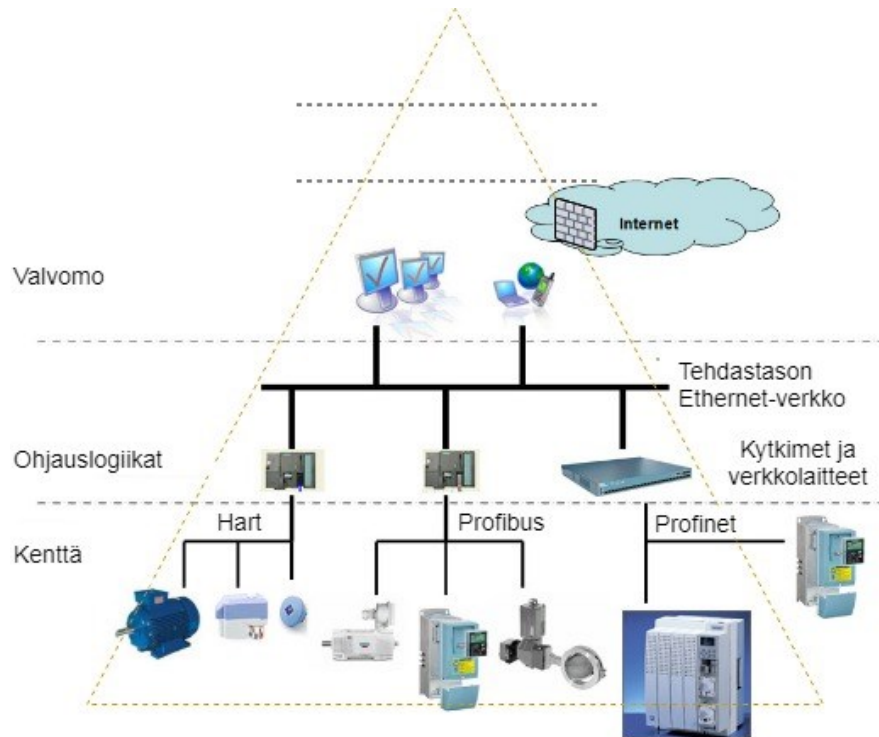 Internet
Valvomo
Tehdastason
Ethernet-verkko
Ohjauslogiikat
Kytkimet ja
verkkolaitteet
Hart
Profibus
Profinet
Kenttä